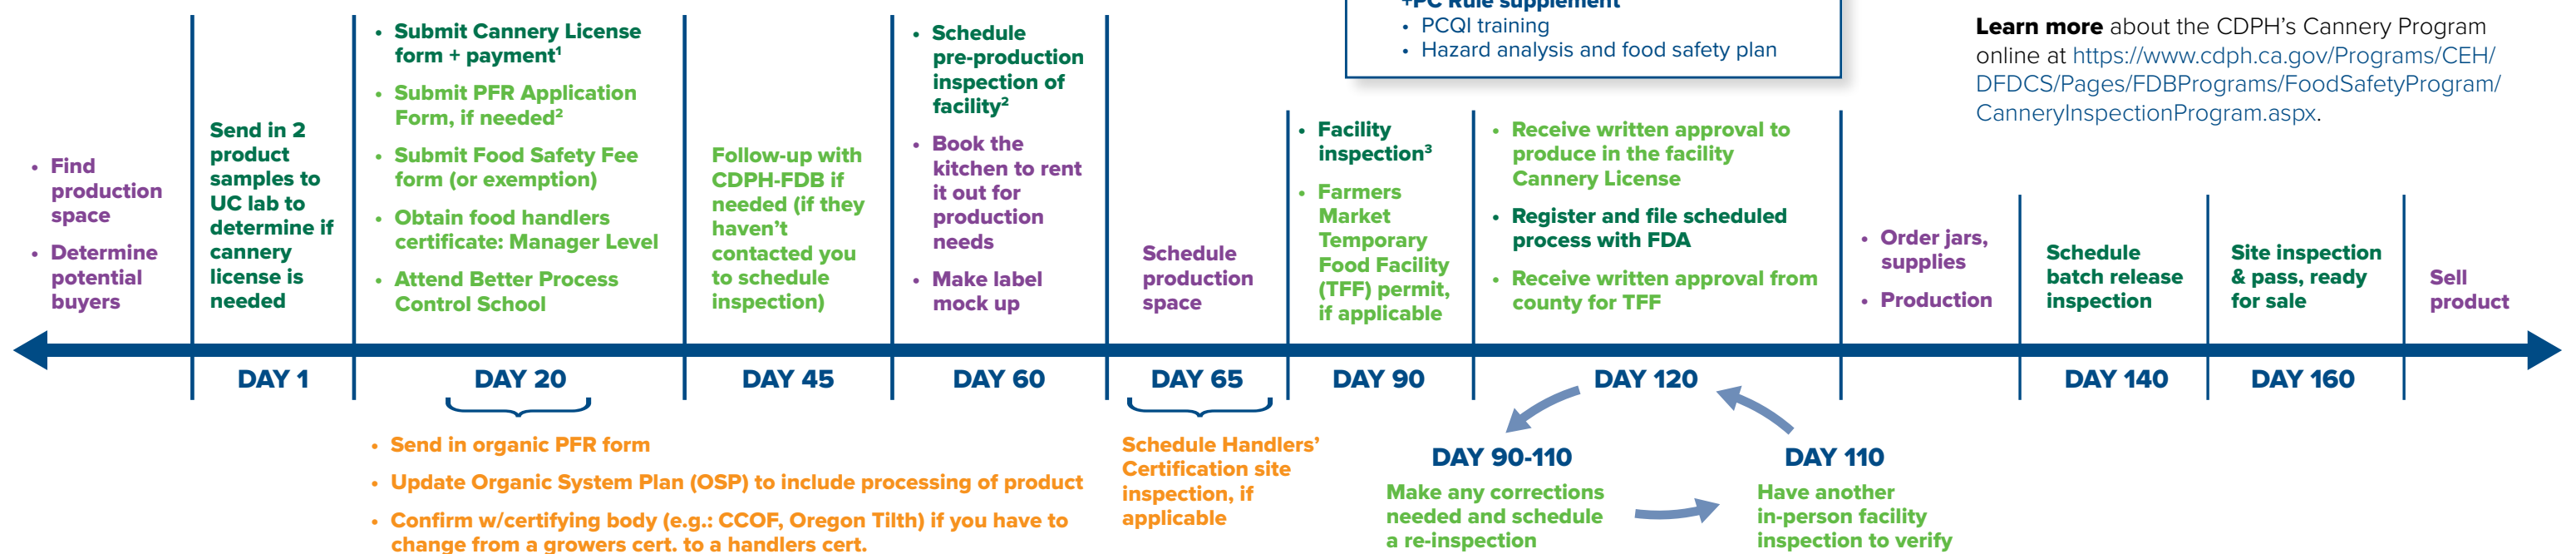 +PC Rule supplement
• PCQI training
• Hazard analysis and food safety plan
Learn more about the CDPH’s Cannery Program
online at https://www.cdph.ca.gov/Programs/CEH/
DFDCS/Pages/FDBPrograms/FoodSafetyProgram/
CanneryInspectionProgram.aspx.
• Find
production
space
• Determine
potential
buyers
Send in 2
product
samples to
UC lab to
determine if
cannery
license is
needed
• Submit Cannery License
form + payment¹
• Submit PFR Application
Form, if needed²
• Submit Food Safety Fee
form (or exemption)
• Obtain food handlers
certificate: Manager Level
• Attend Better Process
Control School
Follow-up with
CDPH-FDB if
needed (if they
haven’t
contacted you
to schedule
inspection)
• Schedule
pre-production
inspection of
facility²
• Book the
kitchen to rent
it out for
production
needs
• Make label
mock up
Schedule
production
space
• Facility
inspection³
• Farmers
Market
Temporary
Food Facility
(TFF) permit,
if applicable
• Receive written approval to
produce in the facility
Cannery License
• Register and file scheduled
process with FDA
• Receive written approval from
county for TFF
• Order jars,
supplies
• Production
Schedule
batch release
inspection
Site inspection
& pass, ready
for sale
Sell
product
DAY 1
DAY 20
DAY 45
DAY 60
DAY 65
DAY 90
DAY 120
DAY 140
DAY 160
• Send in organic PFR form
• Update Organic System Plan (OSP) to include processing of product
• Confirm w/certifying body (e.g.: CCOF, Oregon Tilth) if you have to
change from a growers cert. to a handlers cert.
Schedule Handlers’
Certification site
inspection, if
applicable
DAY 90-110
Make any corrections
needed and schedule
a re-inspection
DAY 110
Have another
in-person facility
inspection to verify